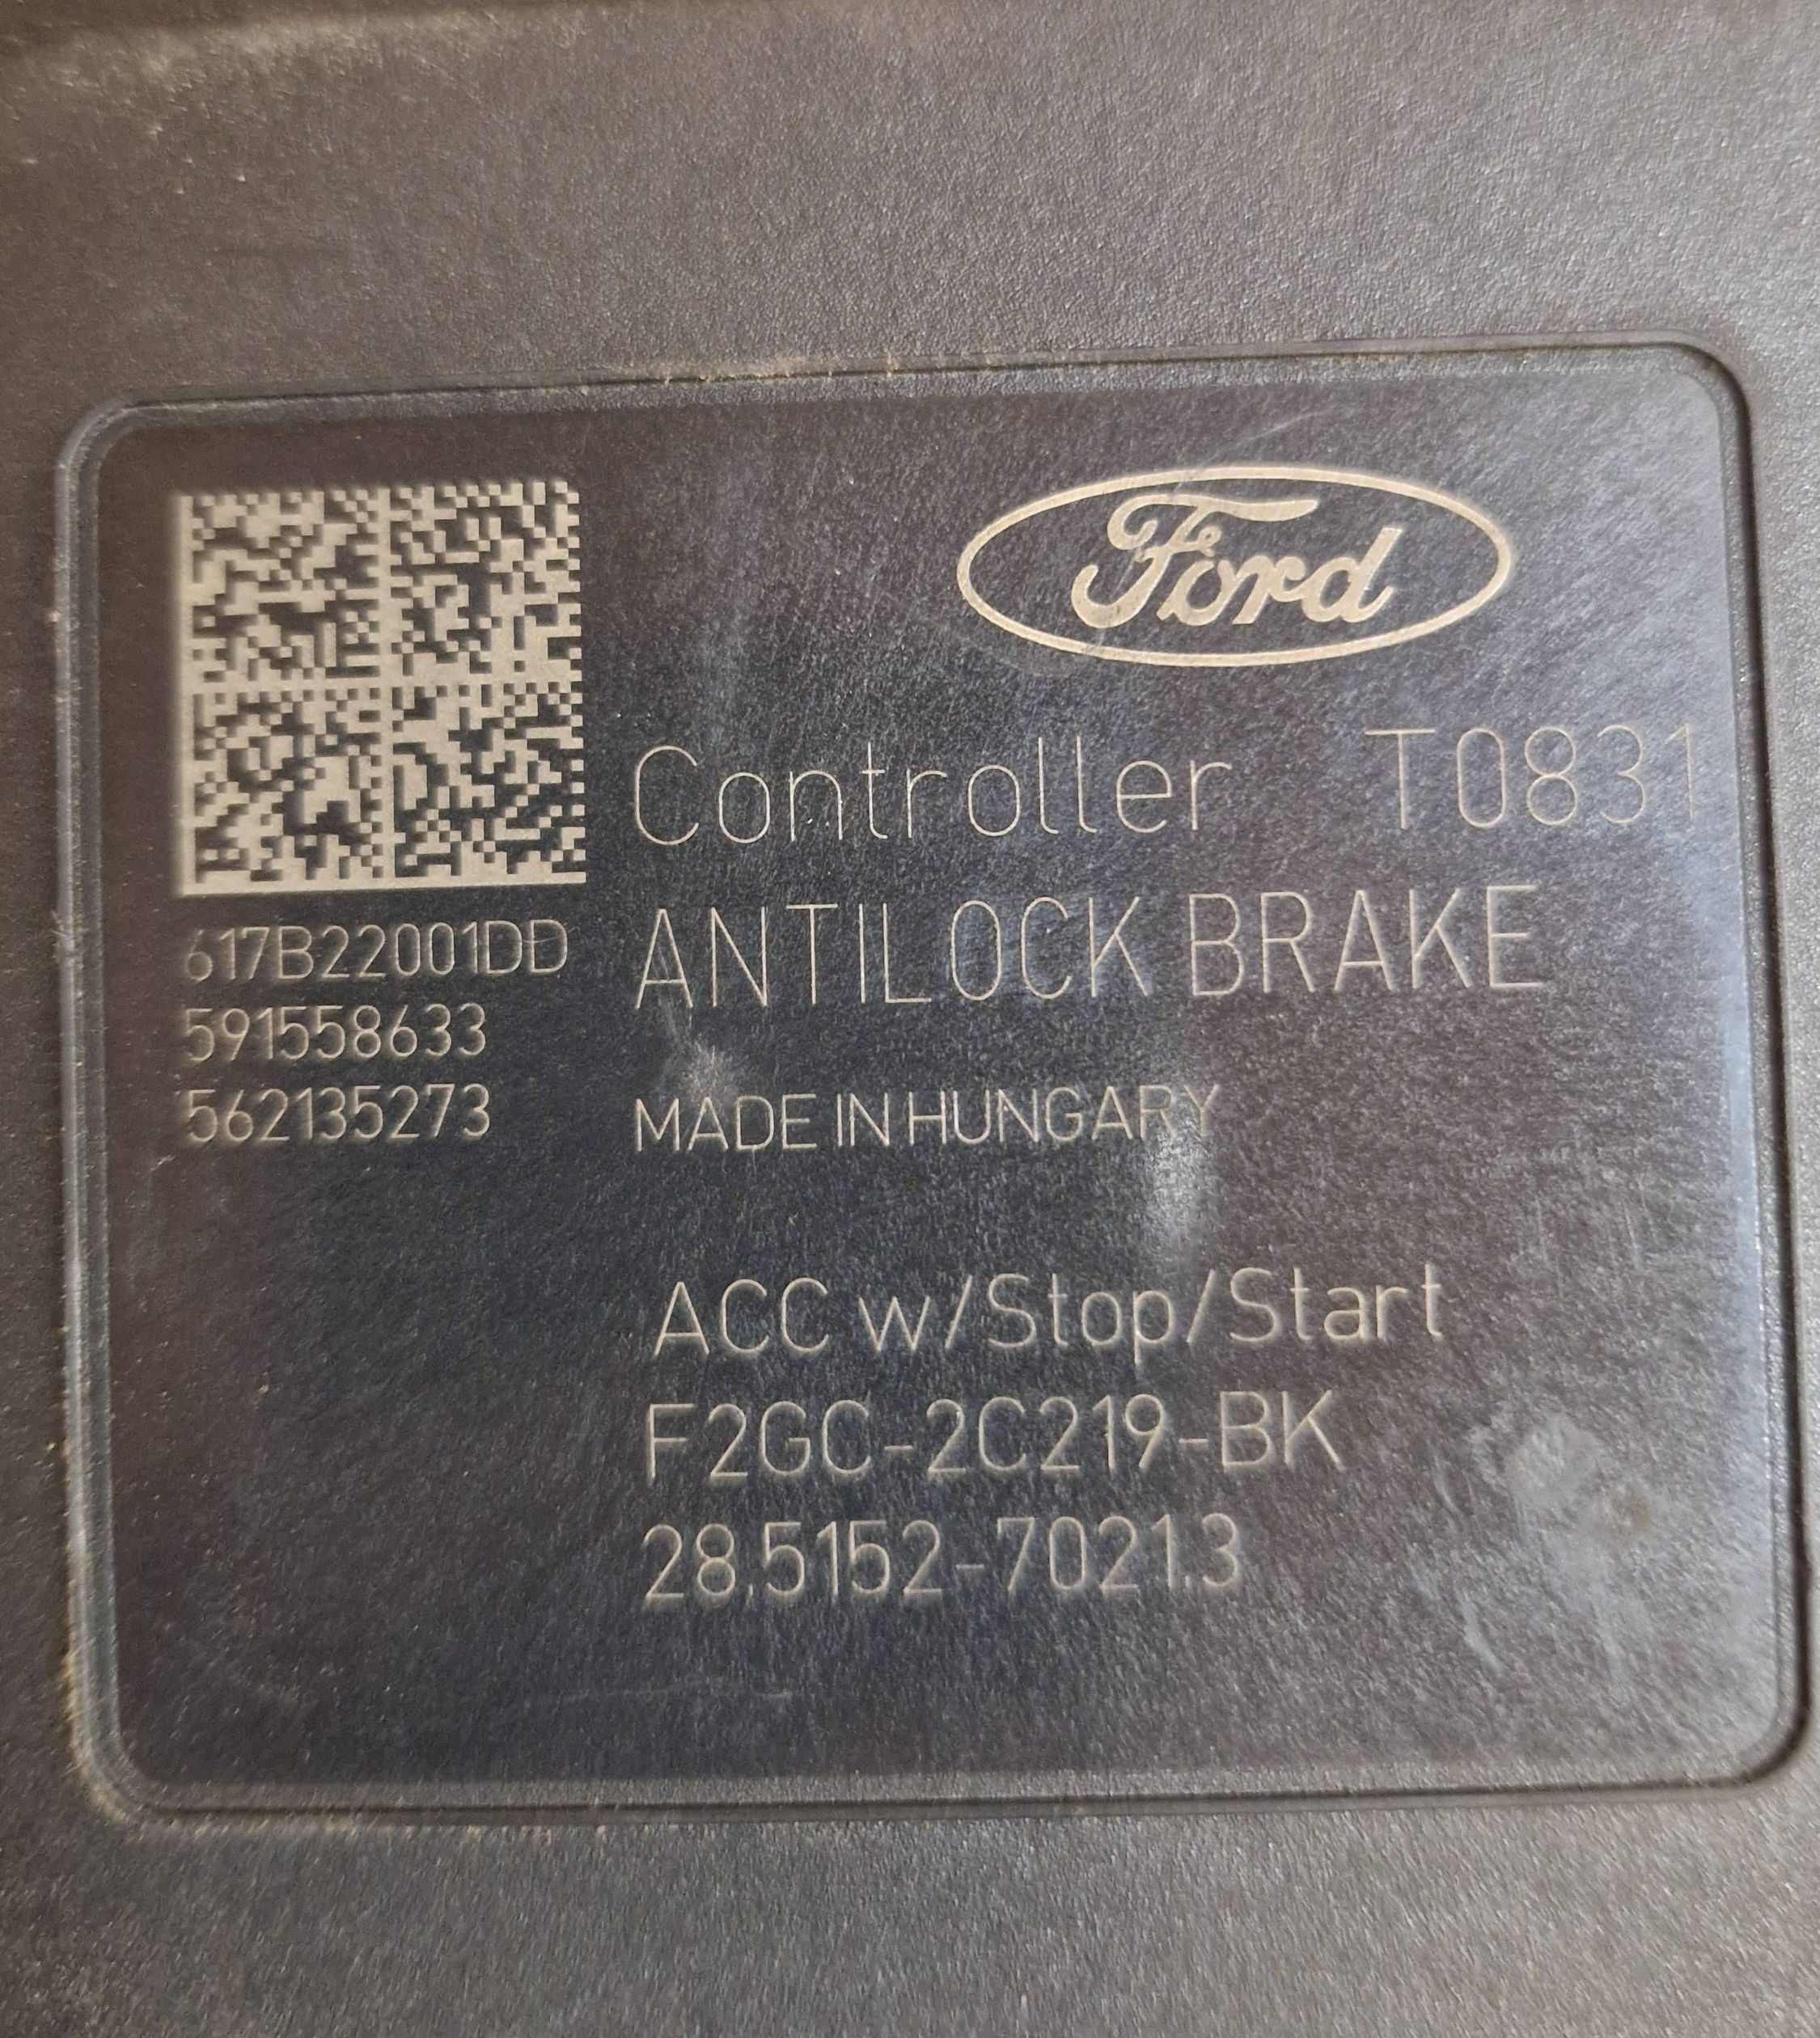 Ford
Controller T0831
ANTILOCK BRAKE
617B22001DD
591558633
562135273
MADE IN HUNGARY
ACC w/Stop/Start
F2GC-2C219-BK
28.5152-7021.3